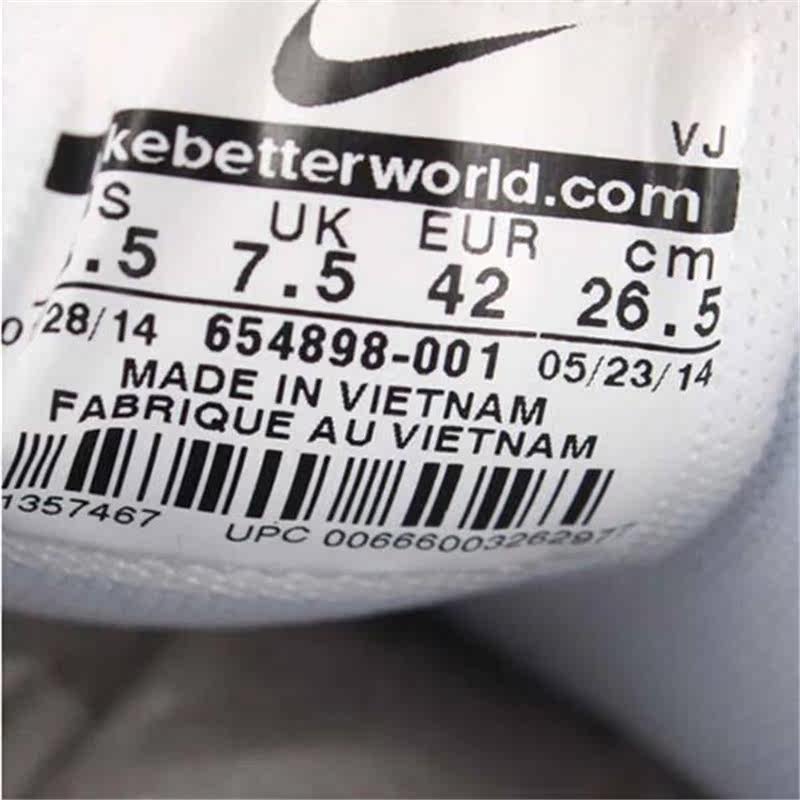 VJ
kebetterworld.com
S UK EUR cm
.5 7.5 42 26.5
28/14 654898-001 05/23/14
MADE IN VIETNAM
FABRIQUE AU VIETNAM
1357467 UPC 00666003262977